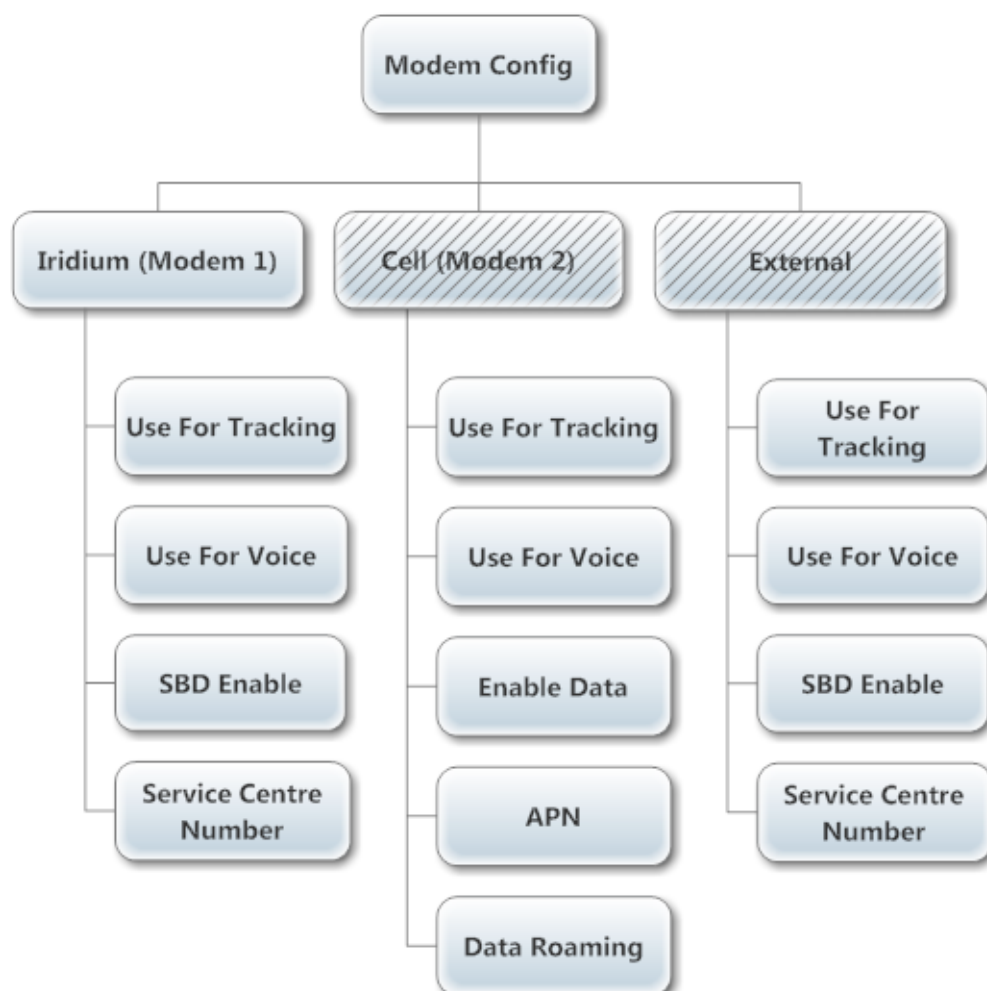 Modem Config
Iridium (Modem 1)
Cell (Modem 2)
External
Use For Tracking
Use For Voice
SBD Enable
Service Centre
Number
Use For Tracking
Use For Voice
Enable Data
APN
Data Roaming
Use For
Tracking
Use For Voice
SBD Enable
Service Centre
Number